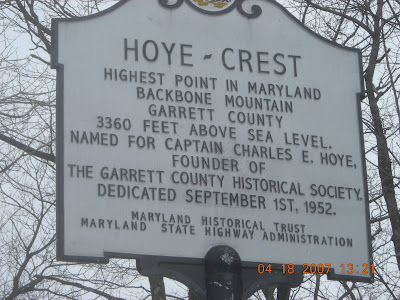 HOYE - CREST
HIGHEST POINT IN MARYLAND
BACKBONE MOUNTAIN
GARRETT COUNTY
3360 FEET ABOVE SEA LEVEL.
NAMED FOR CAPTAIN CHARLES E. HOYE,
FOUNDER OF
THE GARRETT COUNTY HISTORICAL SOCIETY.
DEDICATED SEPTEMBER 1ST, 1952.
MARYLAND HISTORICAL TRUST
MARYLAND STATE HIGHWAY ADMINISTRATION
04 18 2007 13:21